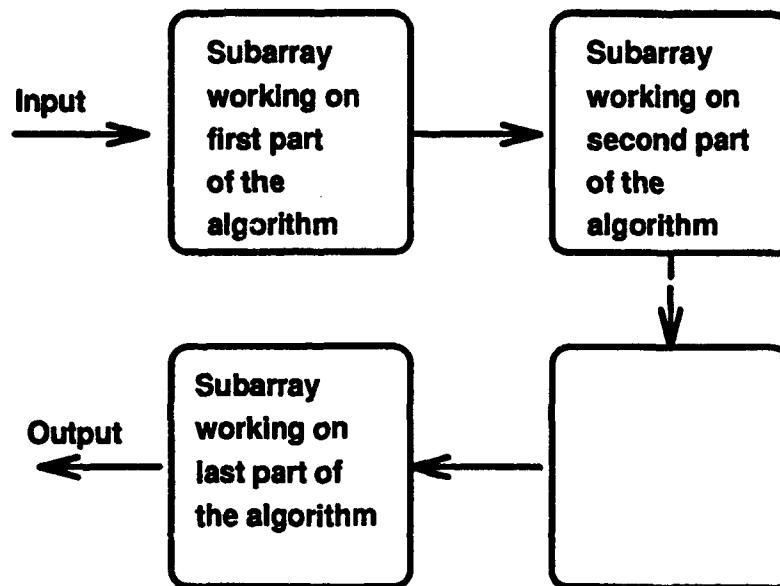 Input
Subarray
working on
first part
of the
algorithm
Subarray
working on
second part
of the
algorithm
Subarray
working on
last part of
the algorithm
Output